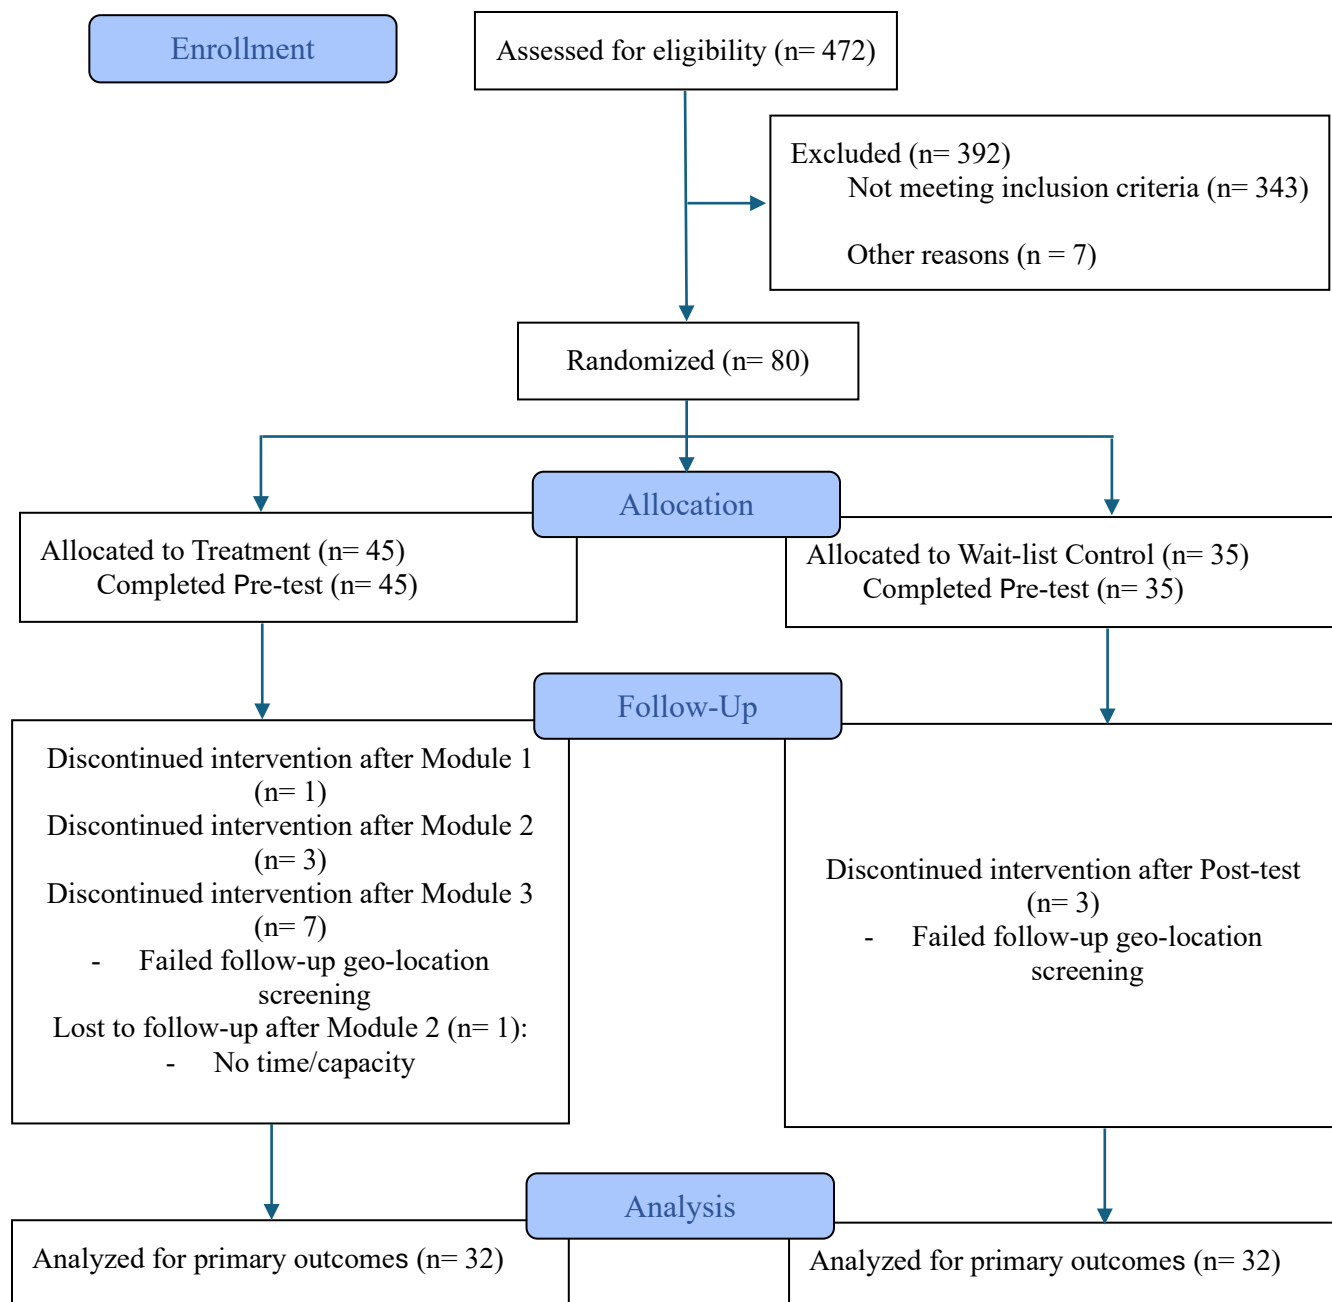 Enrollment
Assessed for eligibility (n= 472)
Excluded (n= 392)
Not meeting inclusion criteria (n= 343)
Other reasons (n = 7)
Randomized (n= 80)
Allocation
Allocated to Treatment (n= 45)
Completed Pre-test (n= 45)
Allocated to Wait-list Control (n= 35)
Completed Pre-test (n= 35)
Follow-Up
Discontinued intervention after Module 1
(n= 1)
Discontinued intervention after Module 2
(n= 3)
Discontinued intervention after Module 3
(n= 7)
- Failed follow-up geo-location
screening
Lost to follow-up after Module 2 (n= 1):
- No time/capacity
Discontinued intervention after Post-test
(n= 3)
- Failed follow-up geo-location
screening
Analysis
Analyzed for primary outcomes (n= 32)
Analyzed for primary outcomes (n= 32)